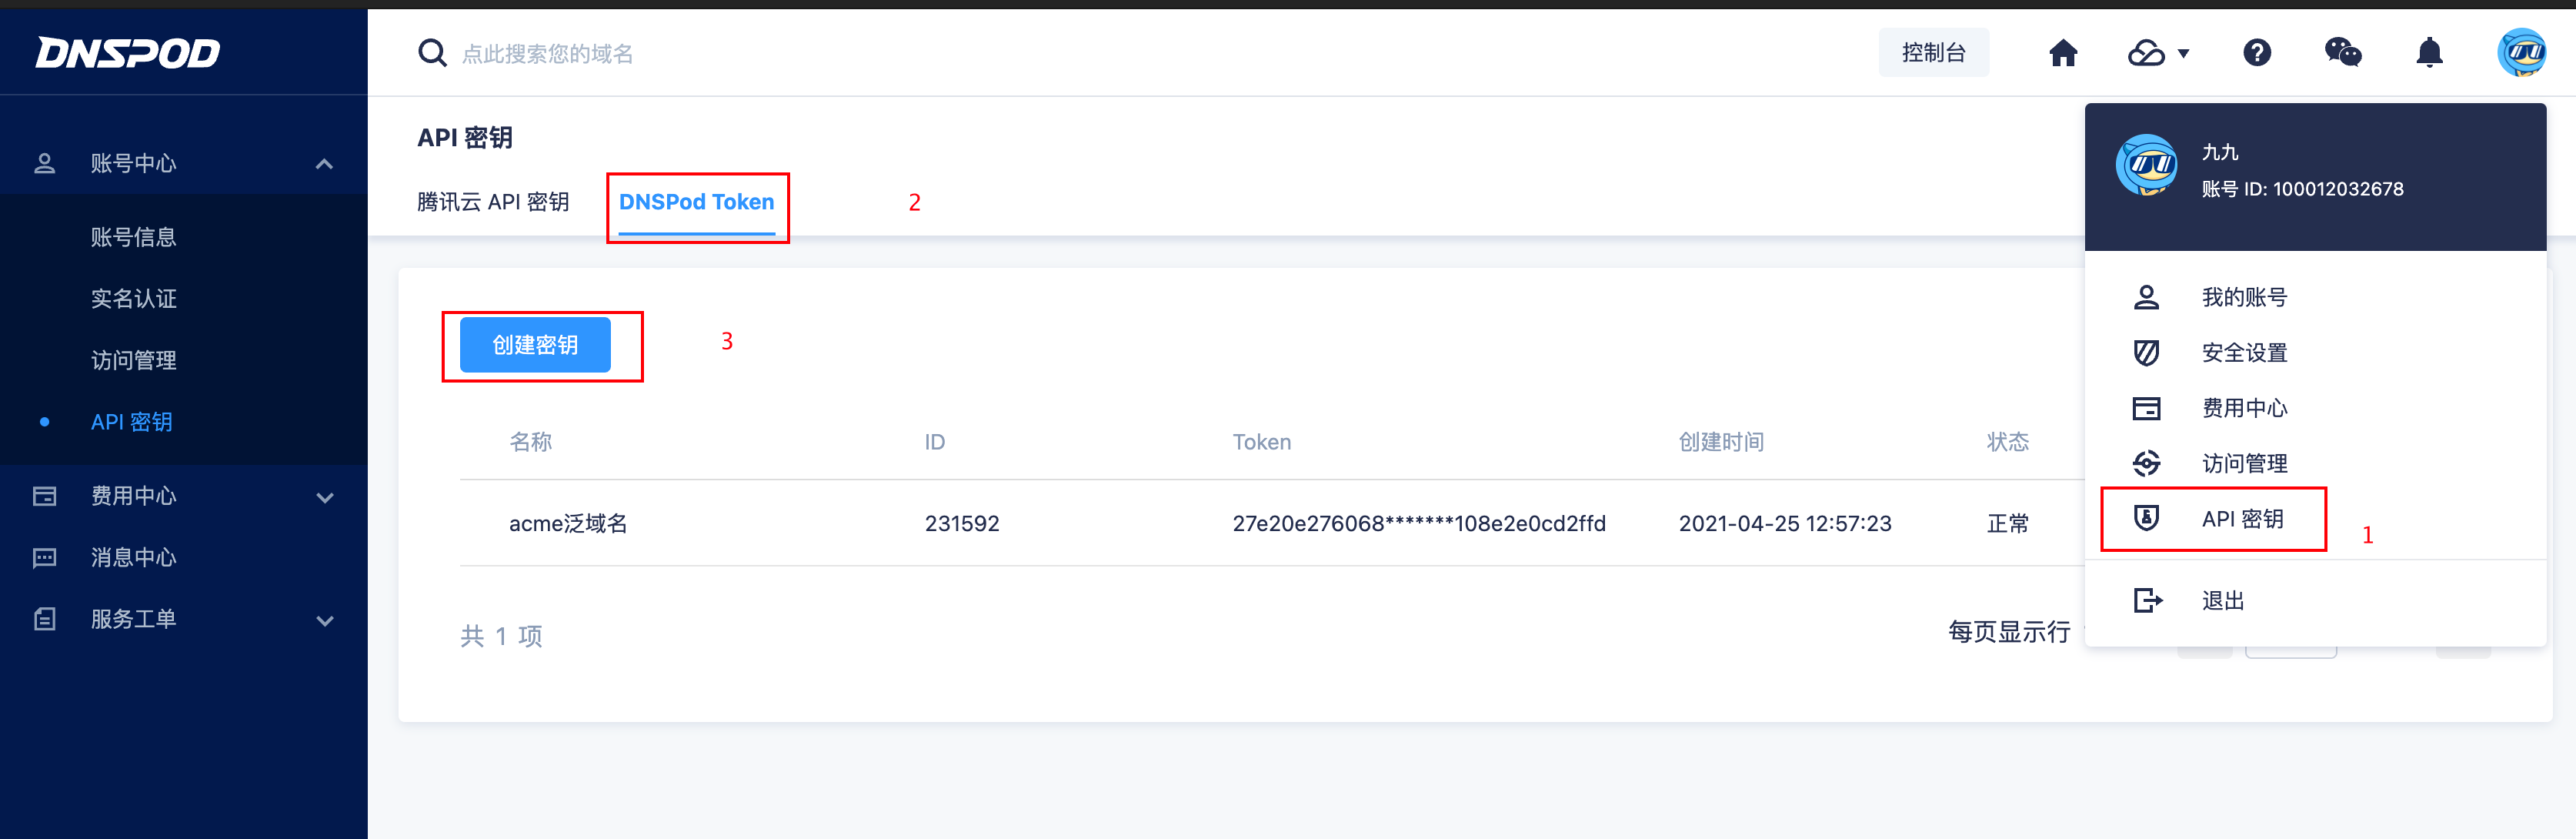 DNSPOD
点此搜索您的域名
控制台
账号中心
账号信息
实名认证
访问管理
API 密钥
费用中心
消息中心
服务工单
API 密钥
腾讯云 API 密钥
DNSPod Token
2
创建密钥
3
名称 ID Token 创建时间 状态
acme泛域名 231592 27e20e276068*******108e2e0cd2ffd 2021-04-25 12:57:23 正常
共 1 项
每页显示行
九九
账号 ID: 100012032678
我的账号
安全设置
费用中心
访问管理
API 密钥
1
退出